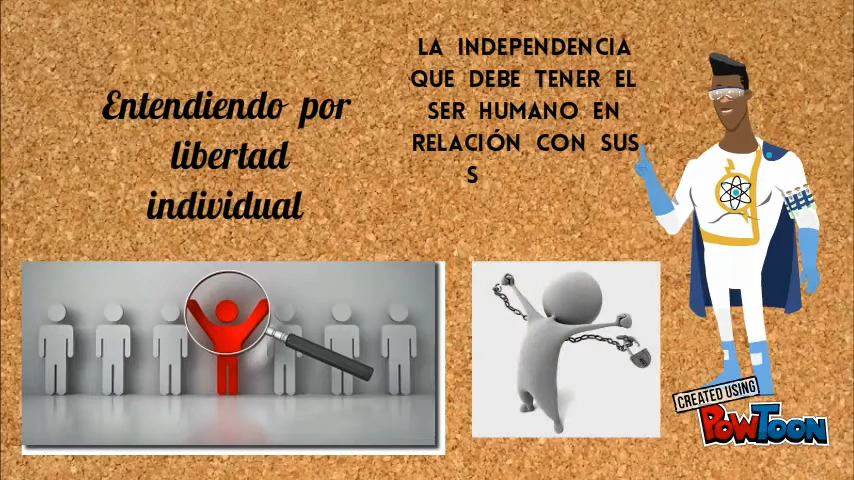 Entendiendo por
libertad
individual
LA INDEPENDENCIA
QUE DEBE TENER EL
SER HUMANO EN
RELACIÓN CON SUS
S
CREATED USING
POWTOON